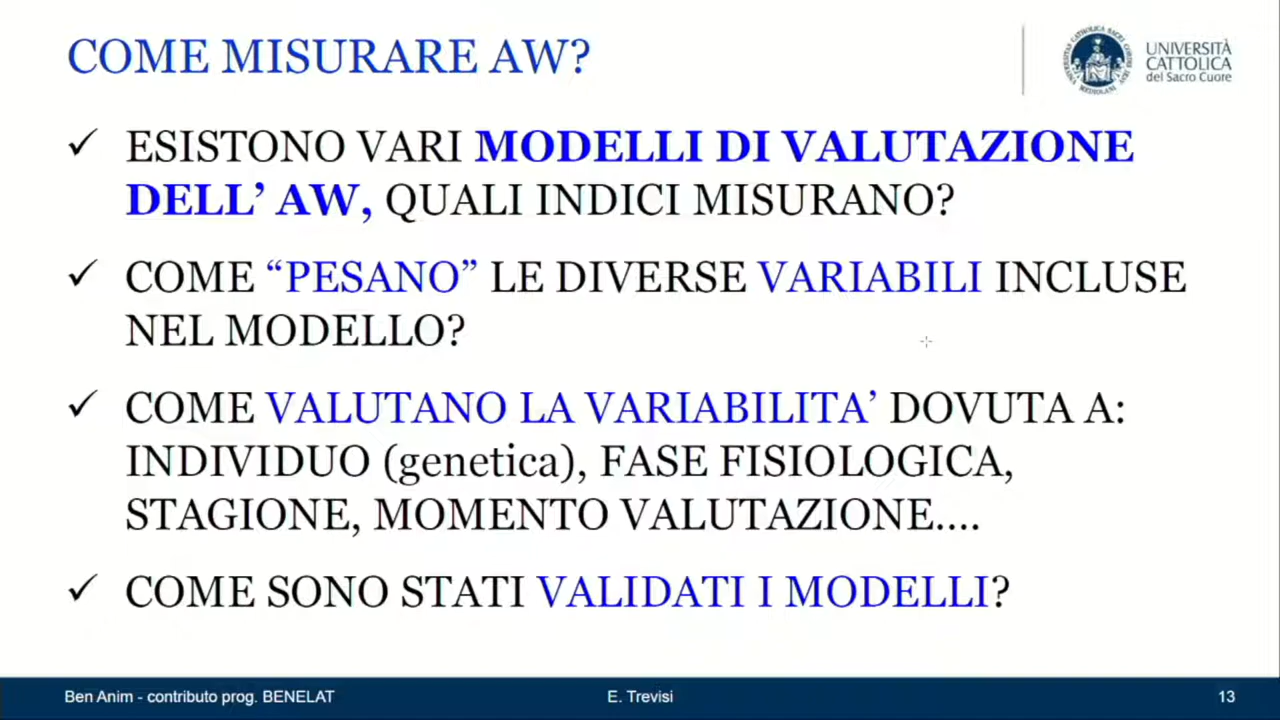 COME MISURARE AW?
UNIVERSITÀ
CATTOLICA
del Sacro Cuore
✓ ESISTONO VARI MODELLI DI VALUTAZIONE
DELL’ AW, QUALI INDICI MISURANO?
✓ COME “PESANO” LE DIVERSE VARIABILI INCLUSE
NEL MODELLO?
✓ COME VALUTANO LA VARIABILITA’ DOVUTA A:
INDIVIDUO (genetica), FASE FISIOLOGICA,
STAGIONE, MOMENTO VALUTAZIONE....
✓ COME SONO STATI VALIDATI I MODELLI?
Ben Anim - contributo prog. BENELAT
E. Trevisi
13